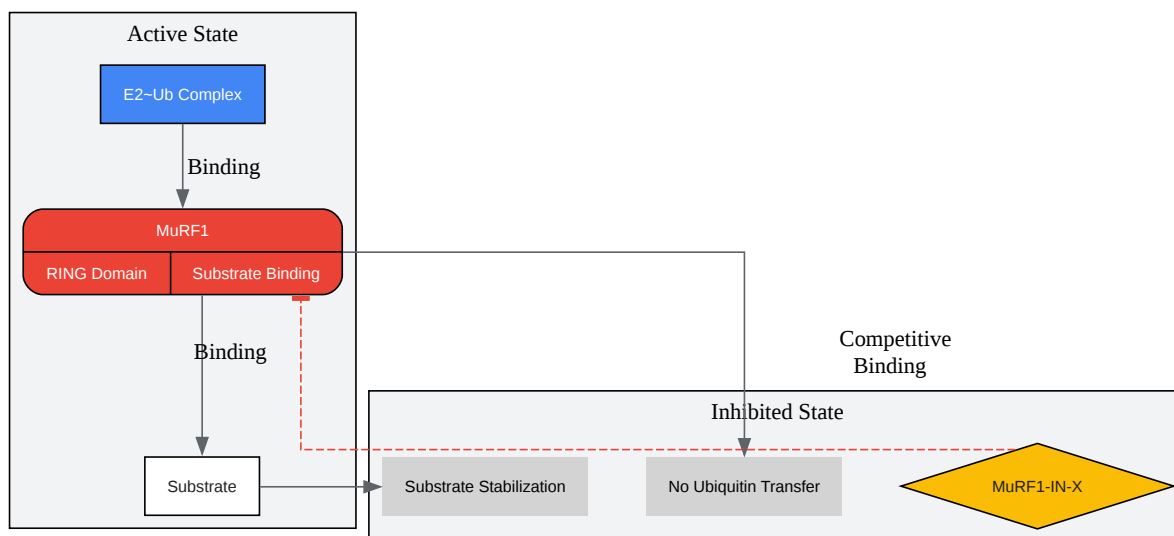 Active State
E2~Ub Complex
Binding
MuRF1
RING Domain
Substrate Binding
Binding
Competitive
Binding
Inhibited State
Substrate
Substrate Stabilization
No Ubiquitin Transfer
MuRF1-IN-X